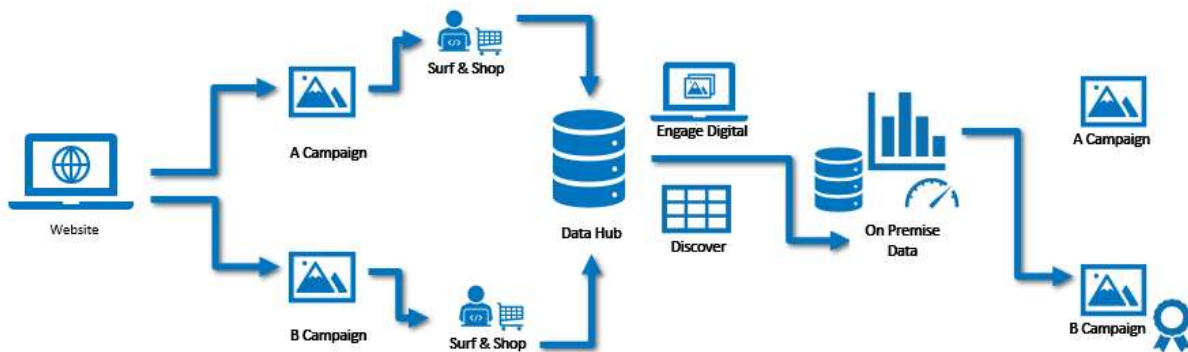 Surf & Shop
A Campaign
Website
B Campaign
Surf & Shop
Data Hub
Engage Digital
Discover
On Premise
Data
A Campaign
B Campaign